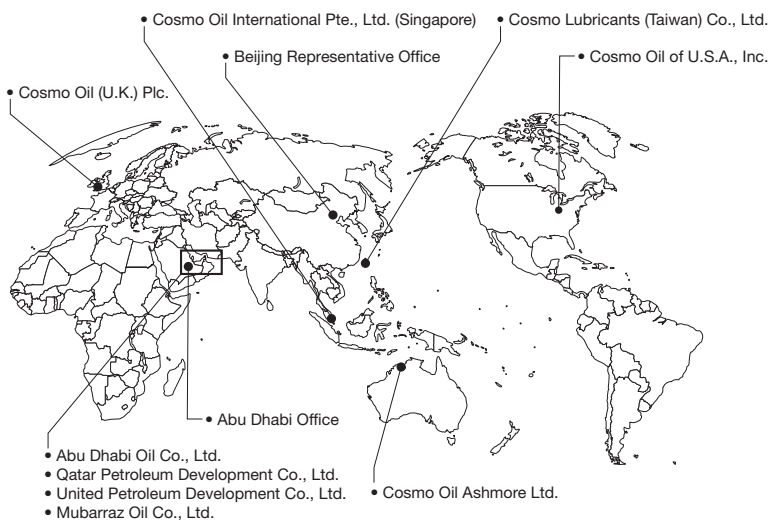 • Cosmo Oil International Pte., Ltd. (Singapore)
• Cosmo Lubricants (Taiwan) Co., Ltd.
• Beijing Representative Office
• Cosmo Oil of U.S.A., Inc.
• Cosmo Oil (U.K.) Plc.
• Abu Dhabi Office
• Abu Dhabi Oil Co., Ltd.
• Qatar Petroleum Development Co., Ltd.
• United Petroleum Development Co., Ltd.
• Mubarraz Oil Co., Ltd.
• Cosmo Oil Ashmore Ltd.